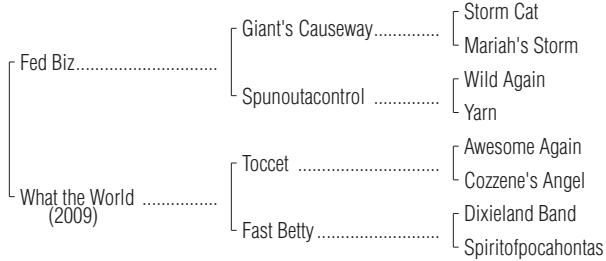 Storm Cat
Giant's Causeway..............
Mariah's Storm
Fed Biz..............................
Wild Again
Spunoutacontrol ..............
Yarn
Awesome Again
Toccet ..............................
Cozzene's Angel
What the World ................
(2009)
Dixieland Band
Fast Betty..........................
Spiritofpocahontas